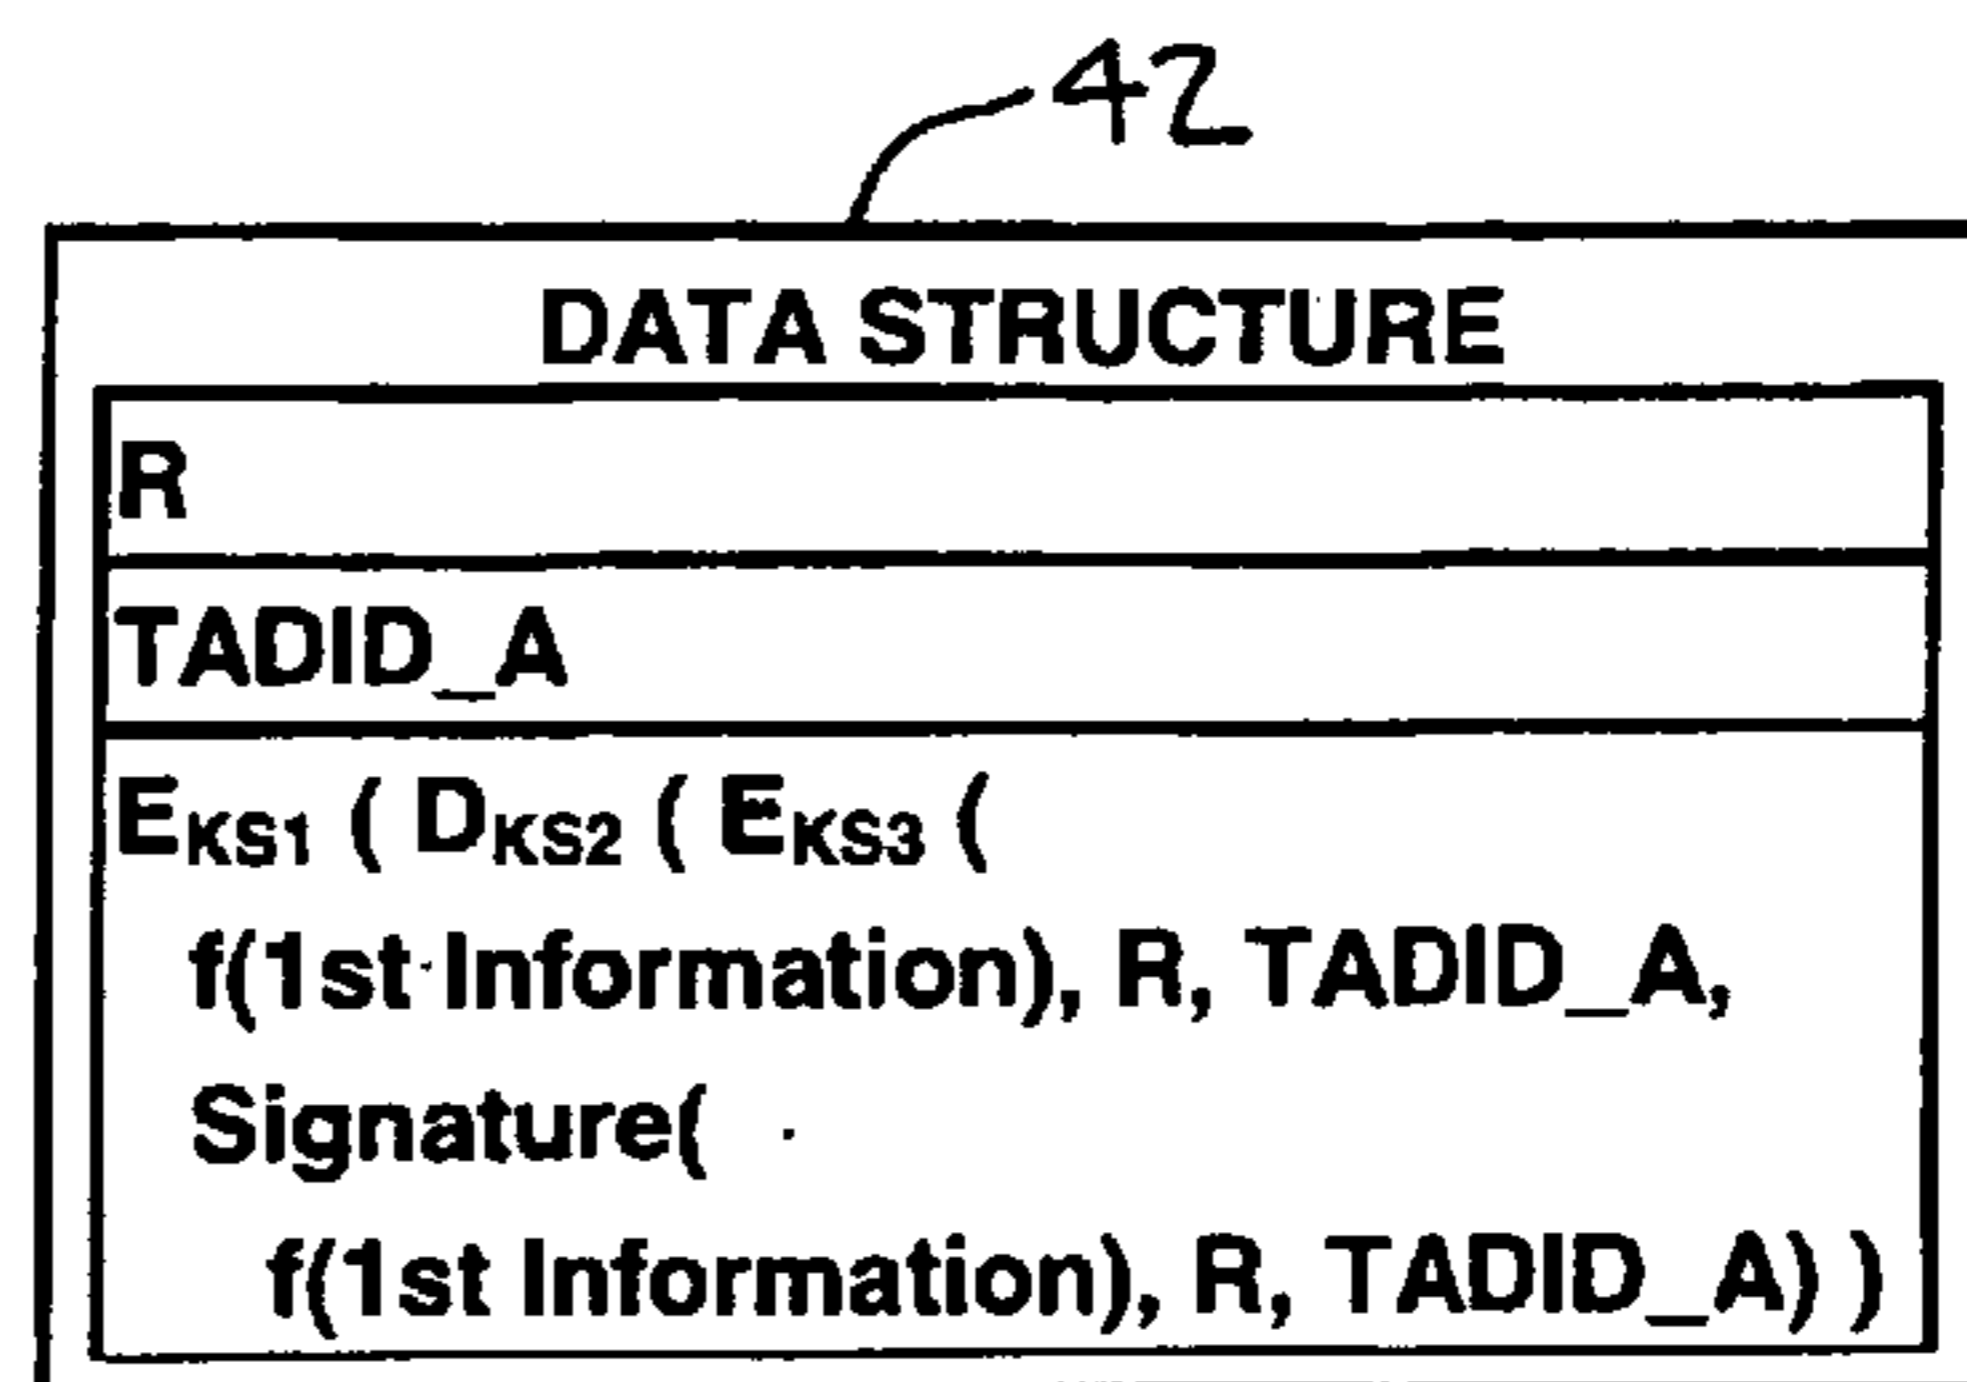 42
DATA STRUCTURE
R
TADID_A
EKS1 ( DKS2 ( EKS3 (
f(1st Information), R, TADID_A,
Signature(
f(1st Information), R, TADID_A) )